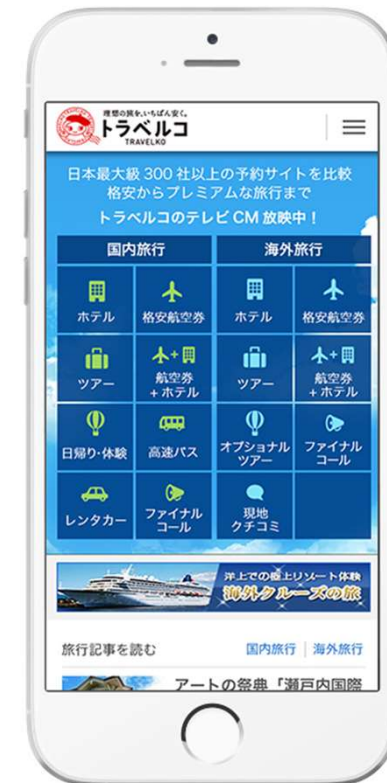 理想の旅を、いちばん安く。
トラベルコ
TRAVELKO
日本最大級 300 社以上の予約サイトを比較
格安からプレミアムな旅行まで
トラベルコのテレビ CM 放映中！
国内旅行 海外旅行
ホテル 格安航空券 ホテル 格安航空券
ツアー 航空券
+ ホテル ツアー 航空券
+ ホテル
日帰り・体験 高速バス オプショナル
ツアー ファイナル
コール
レンタカー ファイナル
コール 現地
クチコミ
洋上での極上リゾート体験
海外クルーズの旅
旅行記事を読む 国内旅行 海外旅行
アートの祭典「瀬戸内国際